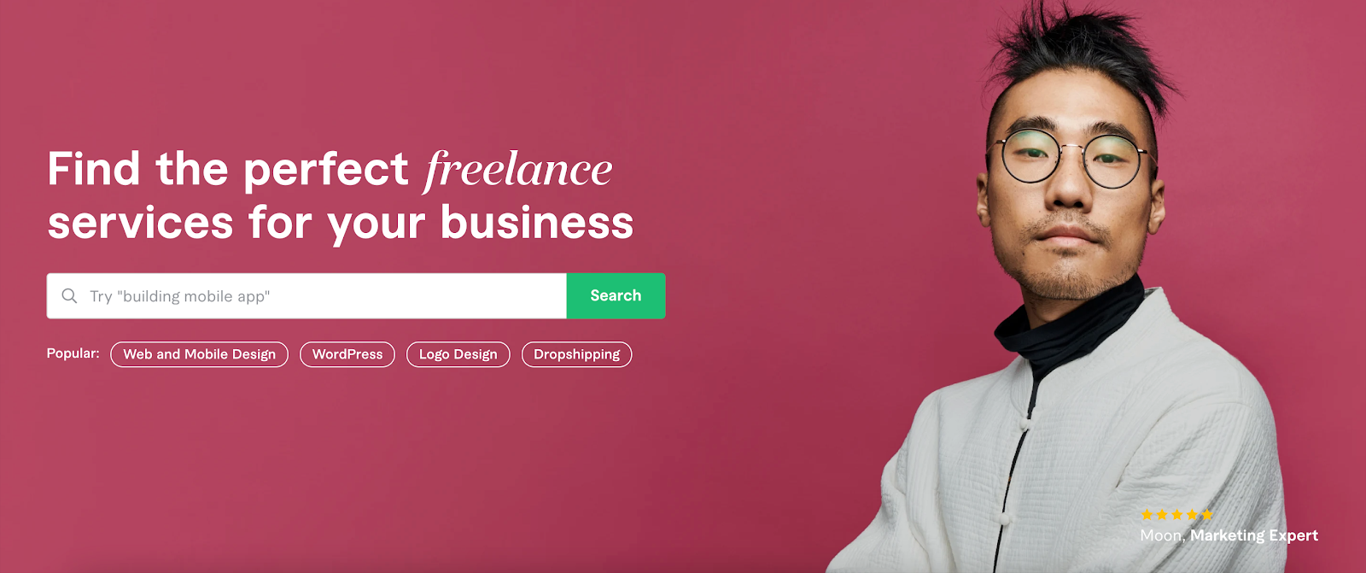 Find the perfect freelance
services for your business
Try "building mobile app"
Search
Popular:
Web and Mobile Design
WordPress
Logo Design
Dropshipping
Moon, Marketing Expert